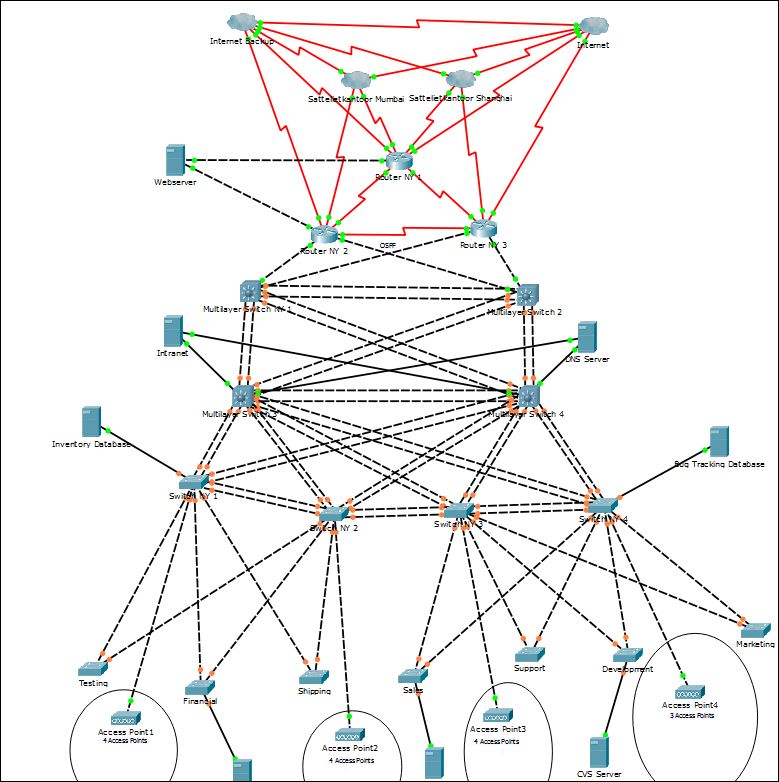 Internet Backup
Internet
Satteletkantoor Mumbai
Satteletkantoor Shanghai
Router NY 1
Webserver
Router NY 2
OSPF
Router NY 3
Multilayer Switch NY 1
Multilayer Switch 2
Intranet
DNS Server
Multilayer Switch 3
Multilayer Switch 4
Inventory Database
Bug Tracking Database
Switch NY 1
Switch NY 2
Switch NY 3
Switch NY 4
Marketing
Testing
Financial
Shipping
Sales
Support
Development
Access Point1
4 Access Points
Access Point2
4 Access Points
Access Point3
4 Access Points
Access Point4
3 Access Points
CVS Server